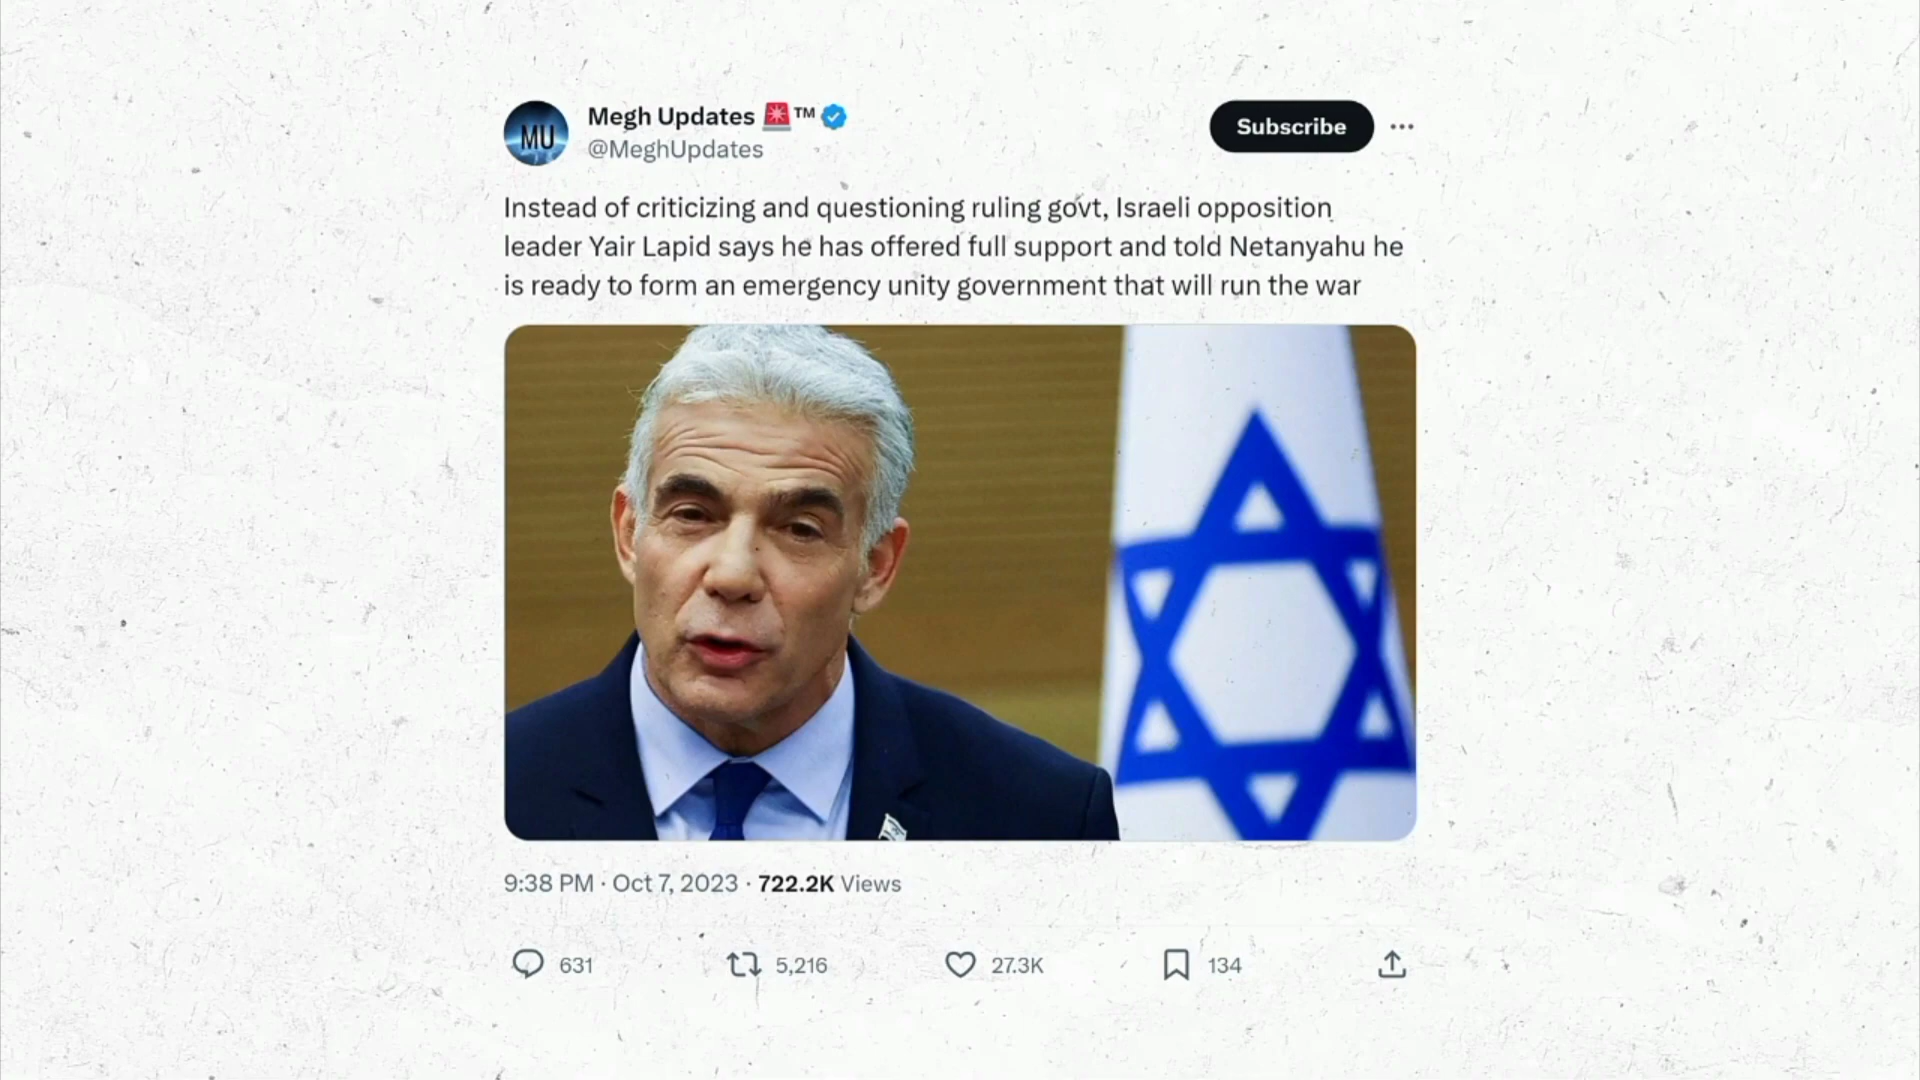 MU
Megh Updates 🚨™
@MeghUpdates
Subscribe
Instead of criticizing and questioning ruling govt, Israeli opposition
leader Yair Lapid says he has offered full support and told Netanyahu he
is ready to form an emergency unity government that will run the war
9:38 PM · Oct 7, 2023 · 722.2K Views
631 5,216 27.3K 134